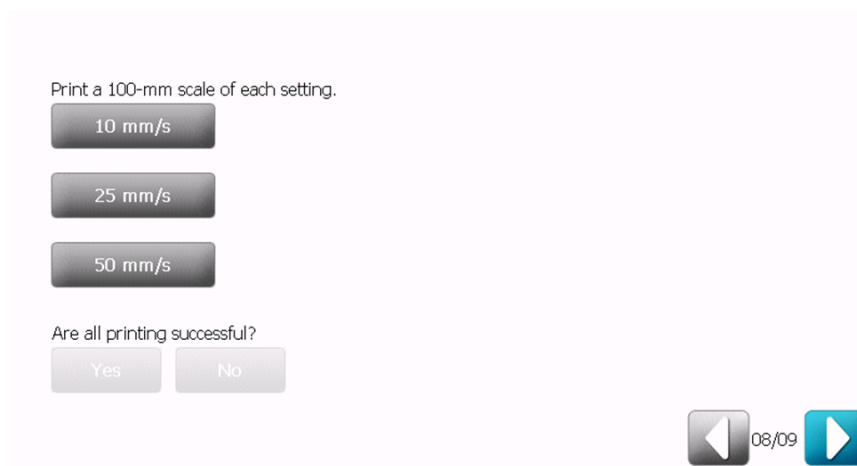 Print a 100-mm scale of each setting.
10 mm/s
25 mm/s
50 mm/s
Are all printing successful?
Yes No
08/09